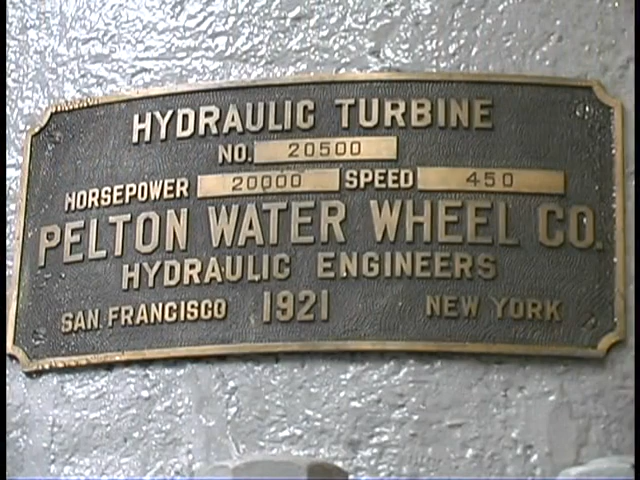 HYDRAULIC TURBINE
NO. 20500
HORSEPOWER 20000 SPEED 450
PELTON WATER WHEEL CO.
HYDRAULIC ENGINEERS
SAN FRANCISCO 1921 NEW YORK